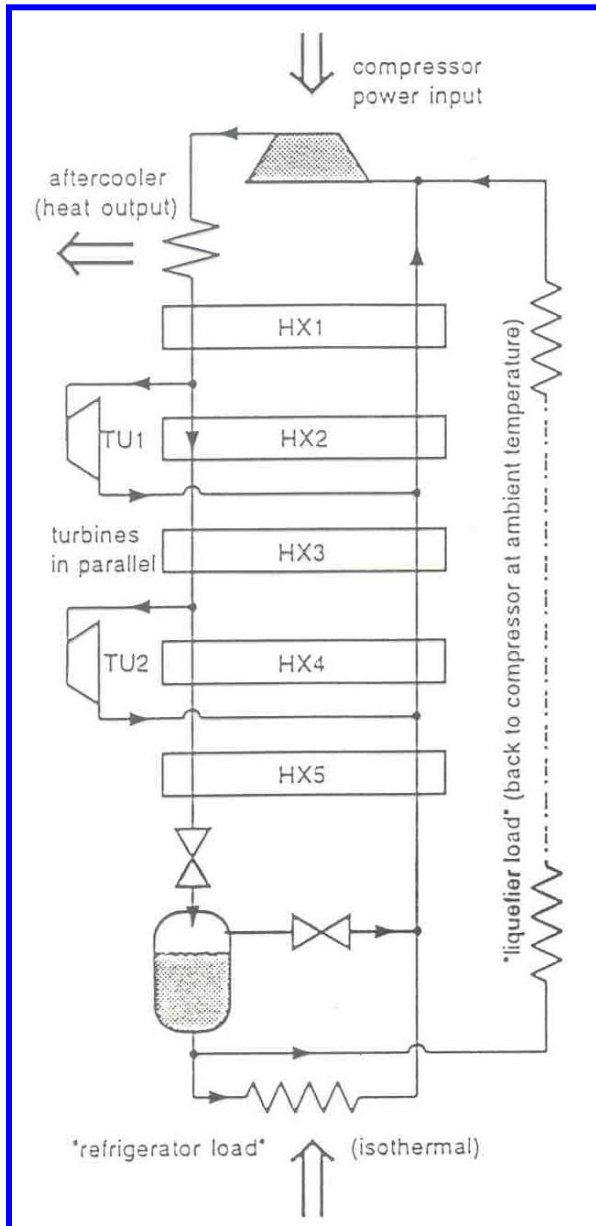 compressor
power input
aftercooler
(heat output)
HX1
TU1
HX2
turbines
in parallel
HX3
TU2
HX4
HX5
"liquefier load" (back to compressor at ambient temperature)
"refrigerator load" (isothermal)